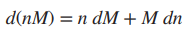 d(nM) = n dM + M dn